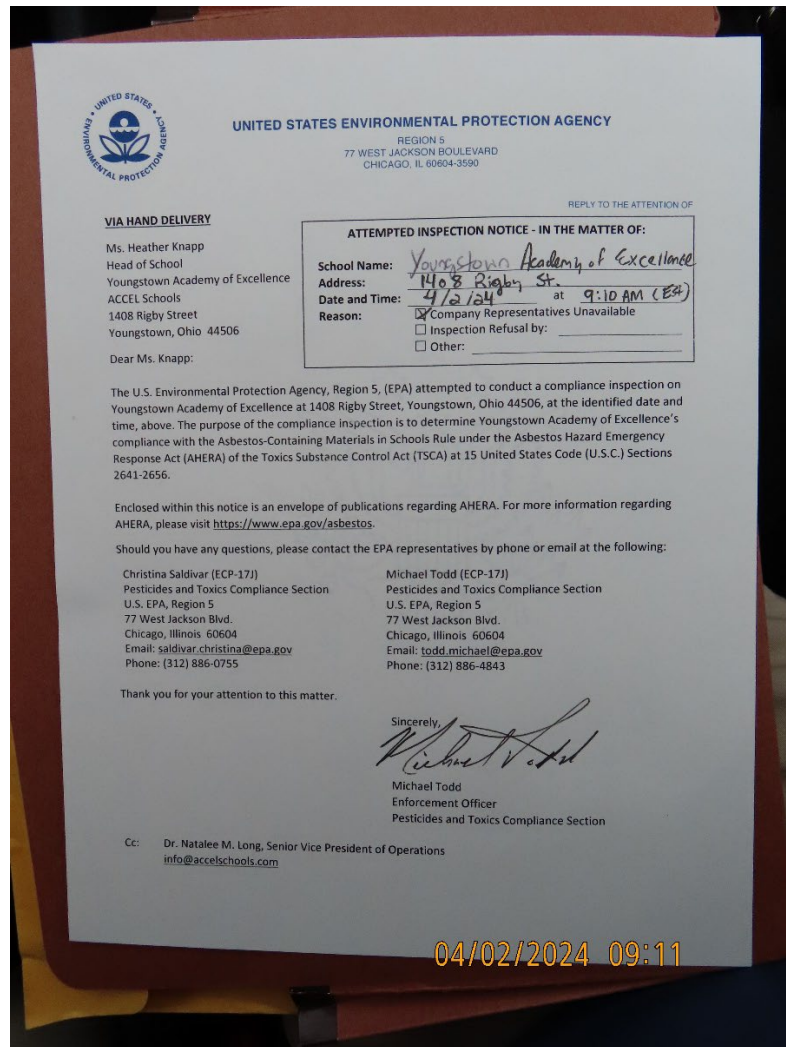 UNITED STATES
ENVIRONMENTAL PROTECTION AGENCY
UNITED STATES ENVIRONMENTAL PROTECTION AGENCY
REGION 5
77 WEST JACKSON BOULEVARD
CHICAGO, IL 60604-3590
REPLY TO THE ATTENTION OF
VIA HAND DELIVERY
Ms. Heather Knapp
Head of School
Youngstown Academy of Excellence
ACCEL Schools
1408 Rigby Street
Youngstown, Ohio 44506
Dear Ms. Knapp:
ATTEMPTED INSPECTION NOTICE - IN THE MATTER OF:
School Name: Youngstown Academy of Excellence
Address: 1408 Rigby St.
Date and Time: 4/2/24 at 9:10 AM (Est)
Reason: ☒ Company Representatives Unavailable
☐ Inspection Refusal by:
☐ Other:
The U.S. Environmental Protection Agency, Region 5, (EPA) attempted to conduct a compliance inspection on
Youngstown Academy of Excellence at 1408 Rigby Street, Youngstown, Ohio 44506, at the identified date and
time, above. The purpose of the compliance inspection is to determine Youngstown Academy of Excellence's
compliance with the Asbestos-Containing Materials in Schools Rule under the Asbestos Hazard Emergency
Response Act (AHERA) of the Toxics Substance Control Act (TSCA) at 15 United States Code (U.S.C.) Sections
2641-2656.
Enclosed within this notice is an envelope of publications regarding AHERA. For more information regarding
AHERA, please visit https://www.epa.gov/asbestos.
Should you have any questions, please contact the EPA representatives by phone or email at the following:
Christina Saldivar (ECP-17J)
Pesticides and Toxics Compliance Section
U.S. EPA, Region 5
77 West Jackson Blvd.
Chicago, Illinois 60604
Email: saldivar.christina@epa.gov
Phone: (312) 886-0755
Michael Todd (ECP-17J)
Pesticides and Toxics Compliance Section
U.S. EPA, Region 5
77 West Jackson Blvd.
Chicago, Illinois 60604
Email: todd.michael@epa.gov
Phone: (312) 886-4843
Thank you for your attention to this matter.
Sincerely,
Michael Todd
Michael Todd
Enforcement Officer
Pesticides and Toxics Compliance Section
Cc: Dr. Natalee M. Long, Senior Vice President of Operations
info@accelschools.com
04/02/2024 09:11